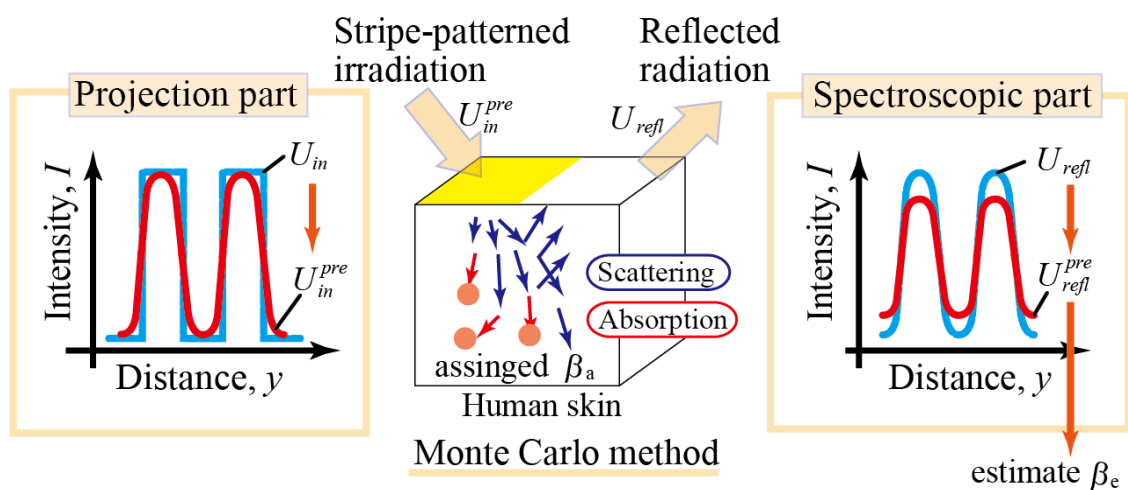 Projection part
Intensity, I
U_in
U_in^pre
Distance, y
Stripe-patterned
irradiation
U_in^pre
Reflected
radiation
U_refl
Scattering
Absorption
assinged β_a
Human skin
Monte Carlo method
Spectroscopic part
Intensity, I
U_refl
U_refl^pre
Distance, y
estimate β_e